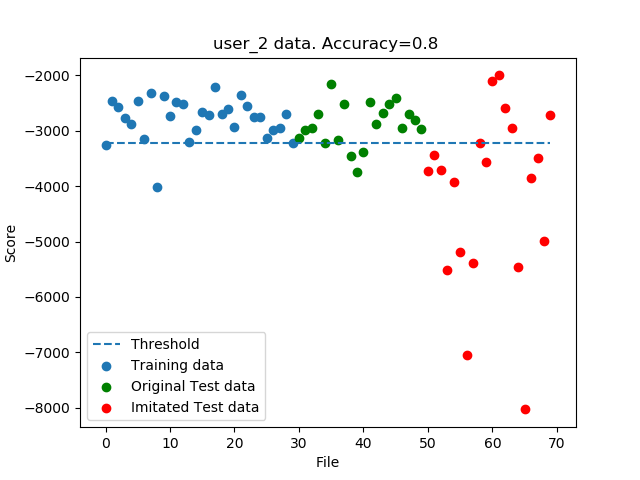 user_2 data. Accuracy=0.8
Score
−2000
−3000
−4000
−5000
−6000
−7000
−8000
Threshold
Training data
Original Test data
Imitated Test data
0 10 20 30 40 50 60 70
File